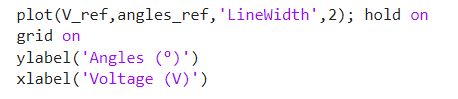 plot(V_ref,angles_ref,'LineWidth',2); hold on
grid on
ylabel('Angles (º)')
xlabel('Voltage (V)')